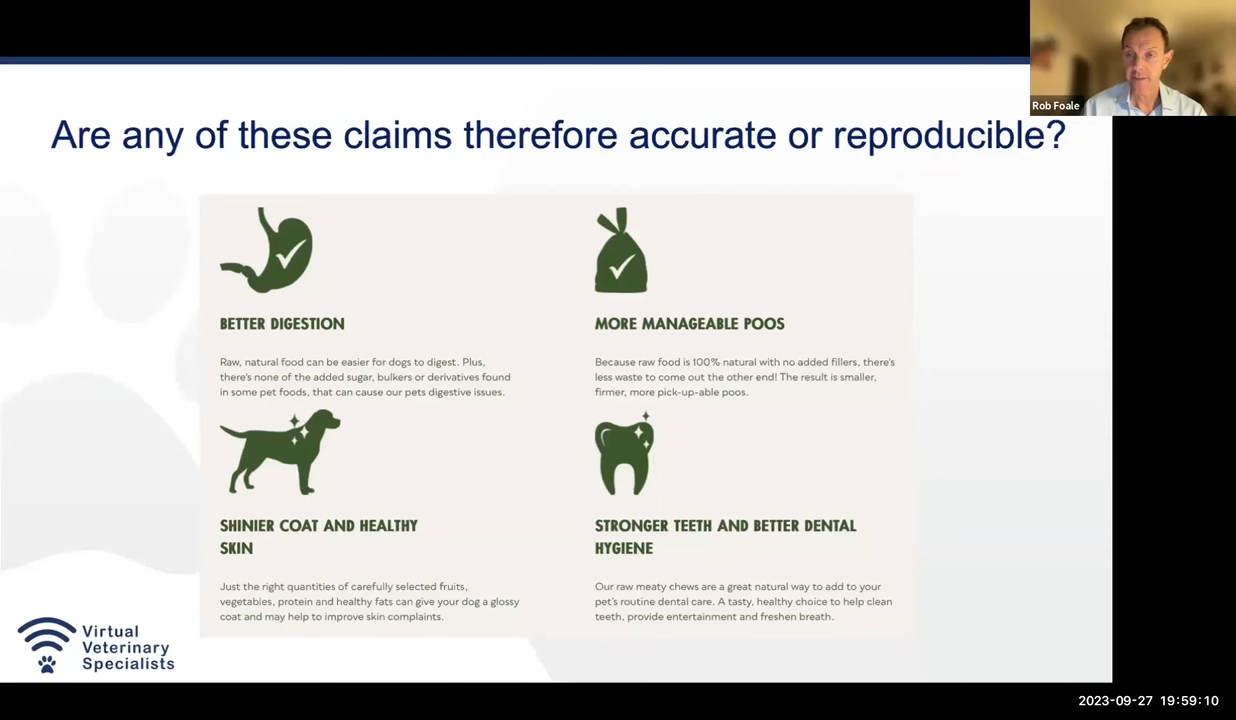 Rob Foale
Are any of these claims therefore accurate or reproducible?
BETTER DIGESTION
Raw, natural food can be easier for dogs to digest. Plus,
there's none of the added sugar, bulkers or derivatives found
in some pet foods, that can cause our pets digestive issues.
MORE MANAGEABLE POOS
Because raw food is 100% natural with no added fillers, there's
less waste to come out the other end! The result is smaller,
firmer, more pick-up-able poos.
SHINIER COAT AND HEALTHY
SKIN
Just the right quantities of carefully selected fruits,
vegetables, protein and healthy fats can give your dog a glossy
coat and may help to improve skin complaints.
STRONGER TEETH AND BETTER DENTAL
HYGIENE
Our raw meaty chews are a great natural way to add to your
pet's routine dental care. A tasty, healthy choice to help clean
teeth, provide entertainment and freshen breath.
Virtual
Veterinary
Specialists
2023-09-27 19:59:10